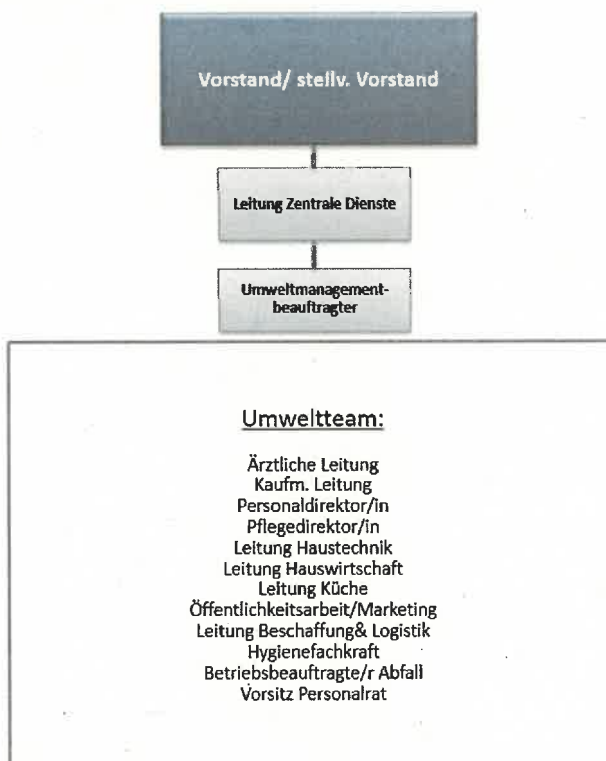 Vorstand/ stellv. Vorstand
Leitung Zentrale Dienste
Umweltmanagement-
beauftragter
Umweltteam:
Ärztliche Leitung
Kaufm. Leitung
Personaldirektor/in
Pflegedirektor/in
Leitung Haustechnik
Leitung Hauswirtschaft
Leitung Küche
Öffentlichkeitsarbeit/Marketing
Leitung Beschaffung& Logistik
Hygienefachkraft
Betriebsbeauftragte/r Abfall
Vorsitz Personalrat